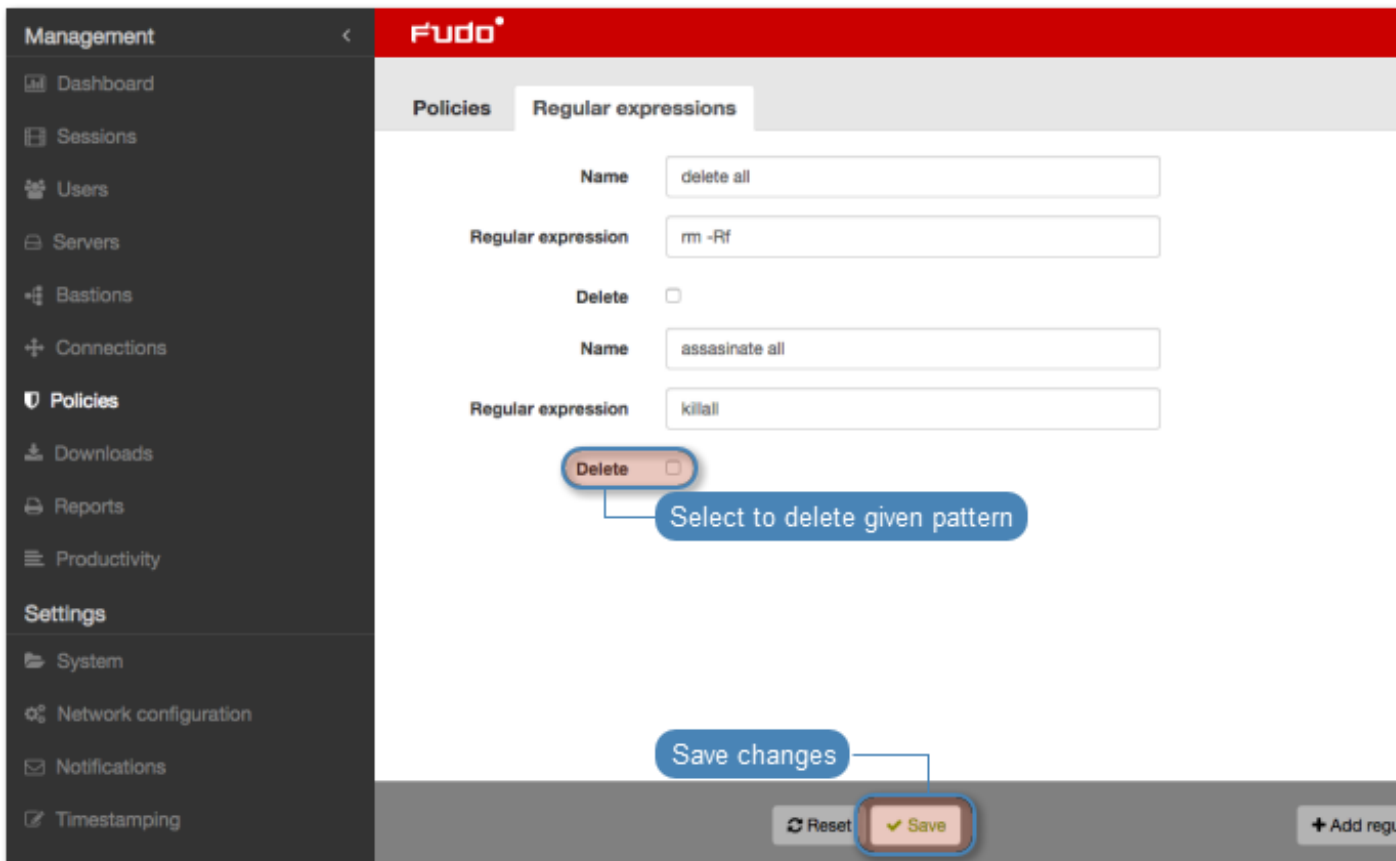 Management
Dashboard
Sessions
Users
Servers
Bastions
Connections
Policies
Downloads
Reports
Productivity
Settings
System
Network configuration
Notifications
Timestamping
FUDO
Policies
Regular expressions
Name
delete all
Regular expression
rm -Rf
Delete
Name
assasinate all
Regular expression
killall
Delete
Select to delete given pattern
Save changes
Reset
Save
Add regu